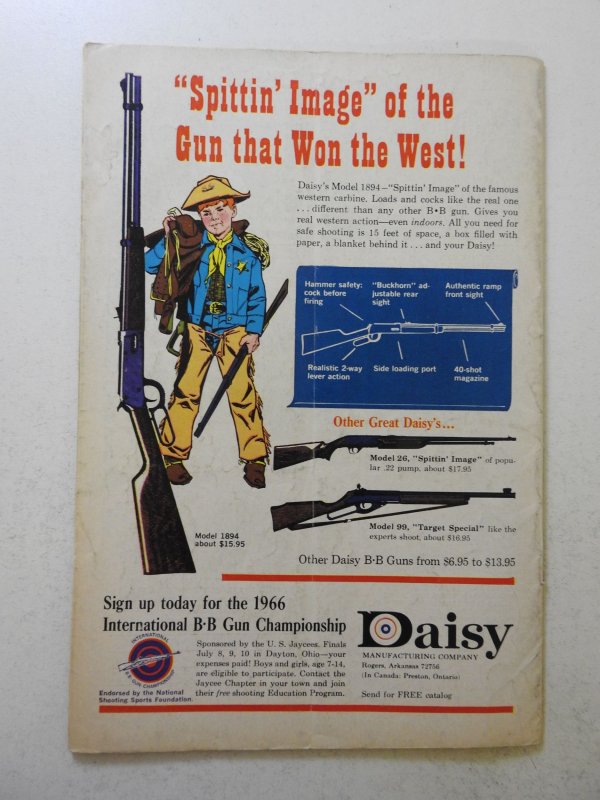 "Spittin' Image" of the
Gun that Won the West!
Daisy's Model 1894—"Spittin' Image" of the famous
western carbine. Loads and cocks like the real one
... different than any other B•B gun. Gives you
real western action—even indoors. All you need for
safe shooting is 15 feet of space, a box filled with
paper, a blanket behind it ... and your Daisy!
Hammer safety:
cock before
firing
"Buckhorn" ad-
justable rear
sight
Authentic ramp
front sight
Realistic 2-way
lever action
Side loading port
40-shot
magazine
Other Great Daisy's...
Model 26, "Spittin' Image" of popu-
lar .22 pump, about $17.95
Model 99, "Target Special" like the
experts shoot, about $16.95
Model 1894
about $15.95
Other Daisy B•B Guns from $6.95 to $13.95
Sign up today for the 1966
International B•B Gun Championship
INTERNATIONAL
B•B GUN CHAMPIONSHIP
Endorsed by the National
Shooting Sports Foundation.
Sponsored by the U. S. Jaycees. Finals
July 8, 9, 10 in Dayton, Ohio—your
expenses paid! Boys and girls, age 7-14,
are eligible to participate. Contact the
Jaycee Chapter in your town and join
their free shooting Education Program.
Daisy
MANUFACTURING COMPANY
Rogers, Arkansas 72756
(In Canada: Preston, Ontario)
Send for FREE catalog